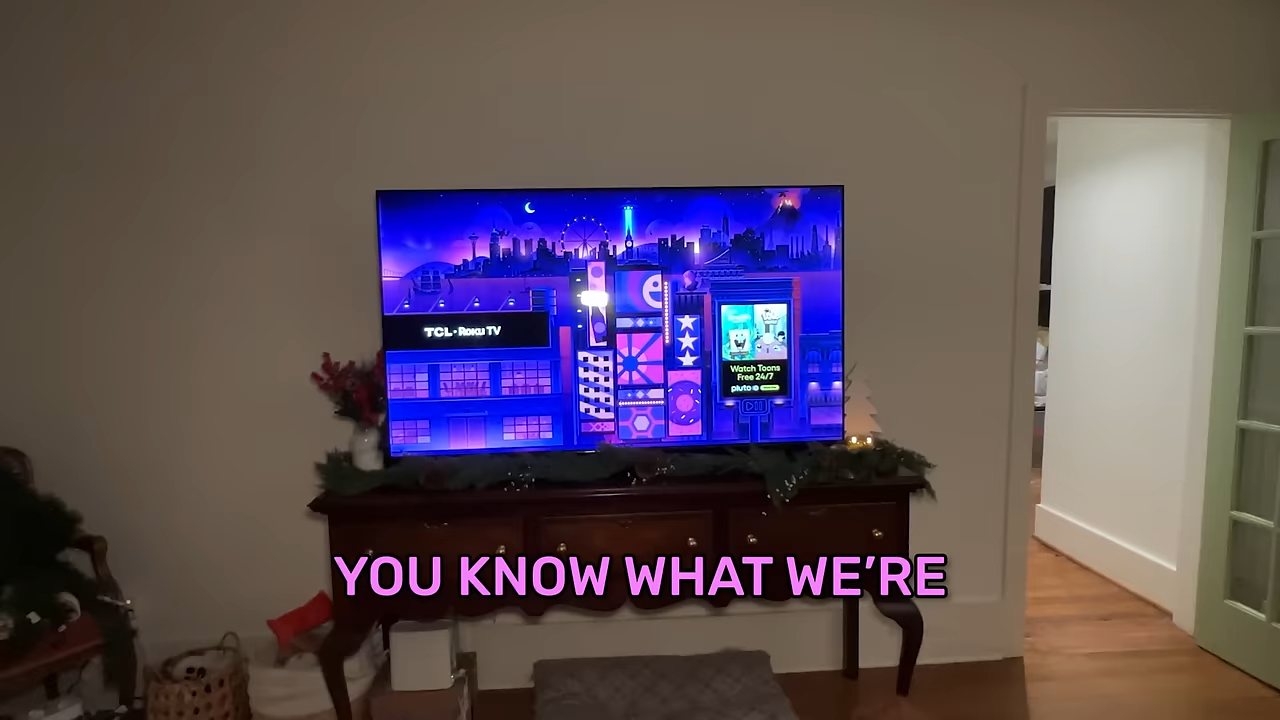 TCL · Roku TV
Watch Toons
Free 24/7
pluto tv
YOU KNOW WHAT WE'RE